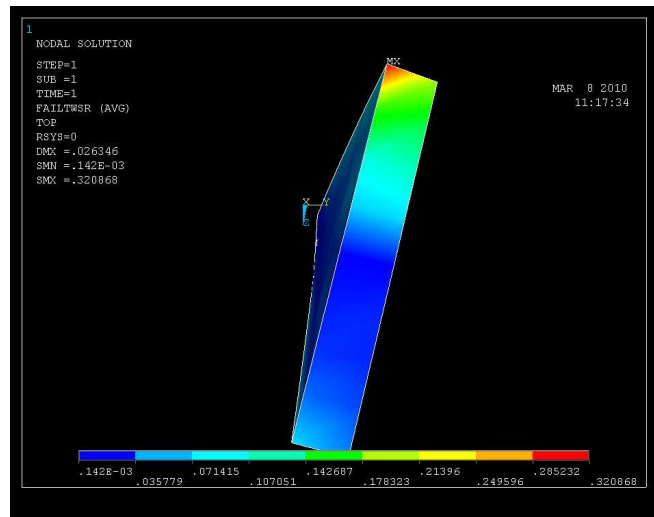 1
NODAL SOLUTION
STEP=1
SUB =1
TIME=1
FAILTWSR (AVG)
TOP
RSYS=0
DMX =.026346
SMN =.142E-03
SMX =.320868
MAR 8 2010
11:17:34
MX
X Y
Z
.142E-03 .071415 .142687 .21396 .285232
.035779 .107051 .178323 .249596 .320868